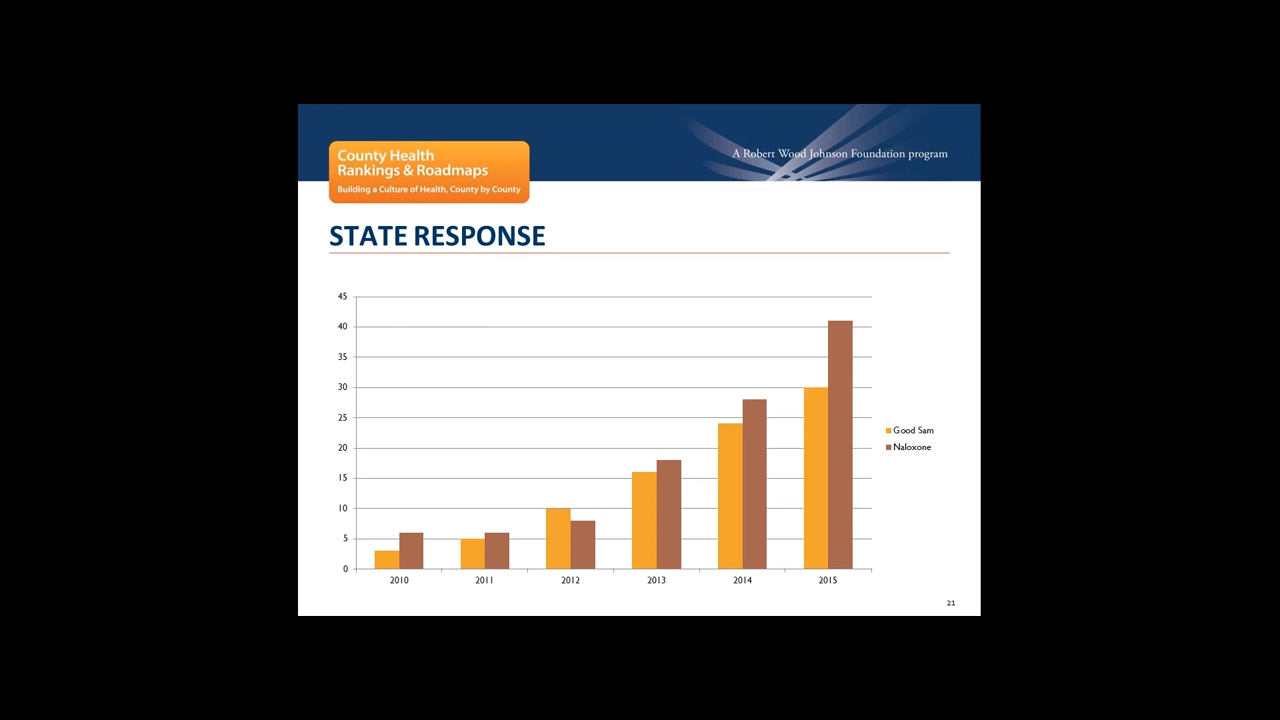 County Health
Rankings & Roadmaps
Building a Culture of Health, County by County
A Robert Wood Johnson Foundation program
STATE RESPONSE
45
40
35
30
25
20
15
10
5
0
2010 2011 2012 2013 2014 2015
Good Sam
Naloxone
21